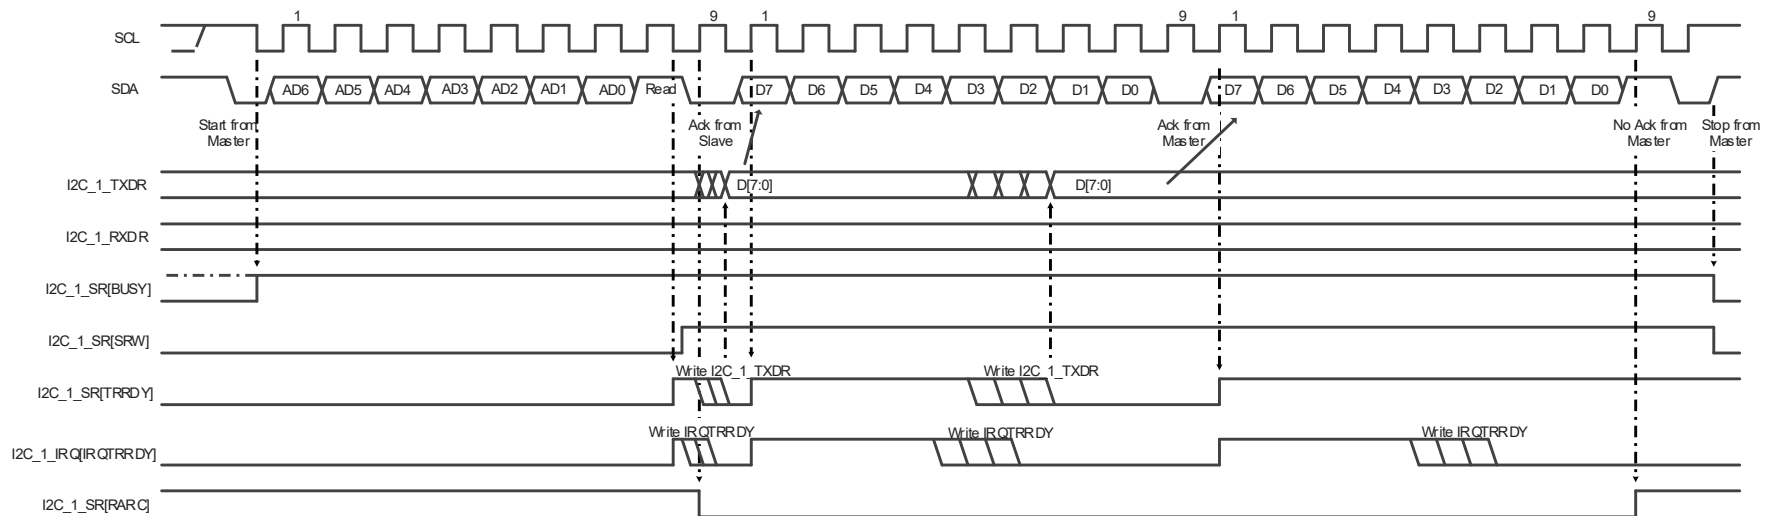 1 9 1 9 1 9
SCL
SDA AD6 AD5 AD4 AD3 AD2 AD1 AD0 Read D7 D6 D5 D4 D3 D2 D1 D0 D7 D6 D5 D4 D3 D2 D1 D0
Start from
Master
Ack from
Slave
Ack from
Master
No Ack from
Master
Stop from
Master
I2C_1_TXDR D[7:0] D[7:0]
I2C_1_RXDR
I2C_1_SR[BUSY]
I2C_1_SR[SRW]
Write I2C_1_TXDR Write I2C_1_TXDR
I2C_1_SR[TRRDY]
Write IRQTRRDY Write IRQTRRDY Write IRQTRRDY
I2C_1_IRQ[IRQTRRDY]
I2C_1_SR[RARC]